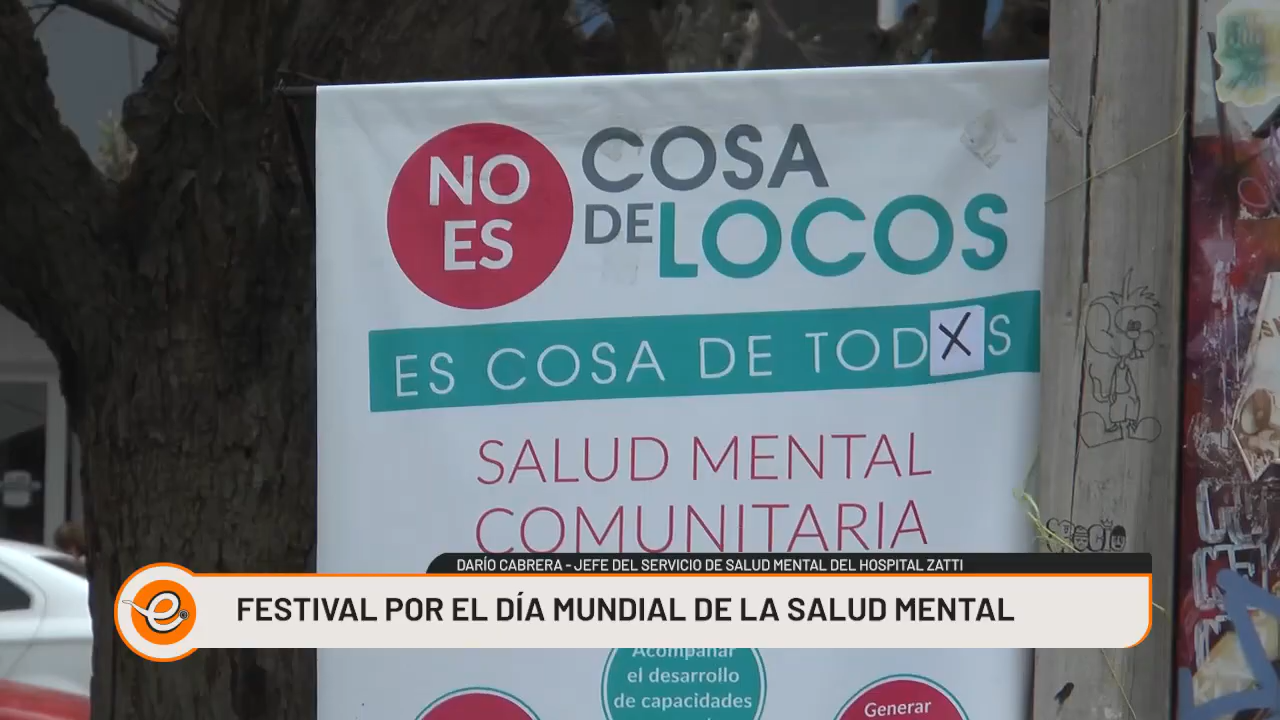 NO
ES
COSA
DE LOCOS
ES COSA DE TODXS
SALUD MENTAL
COMUNITARIA
DARÍO CABRERA - JEFE DEL SERVICIO DE SALUD MENTAL DEL HOSPITAL ZATTI
FESTIVAL POR EL DÍA MUNDIAL DE LA SALUD MENTAL
Acompañar
el desarrollo
de capacidades
Generar